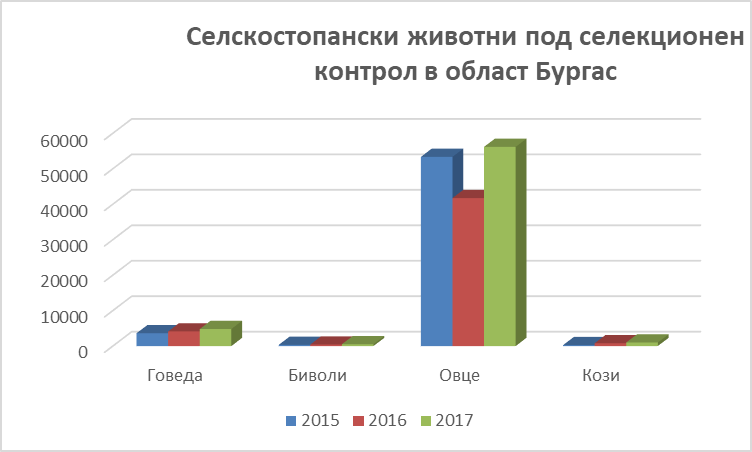 Селскостопански животни под селекционен
контрол в област Бургас
60000
50000
40000
30000
20000
10000
0
Говеда Биволи Овце Кози
2015 2016 2017